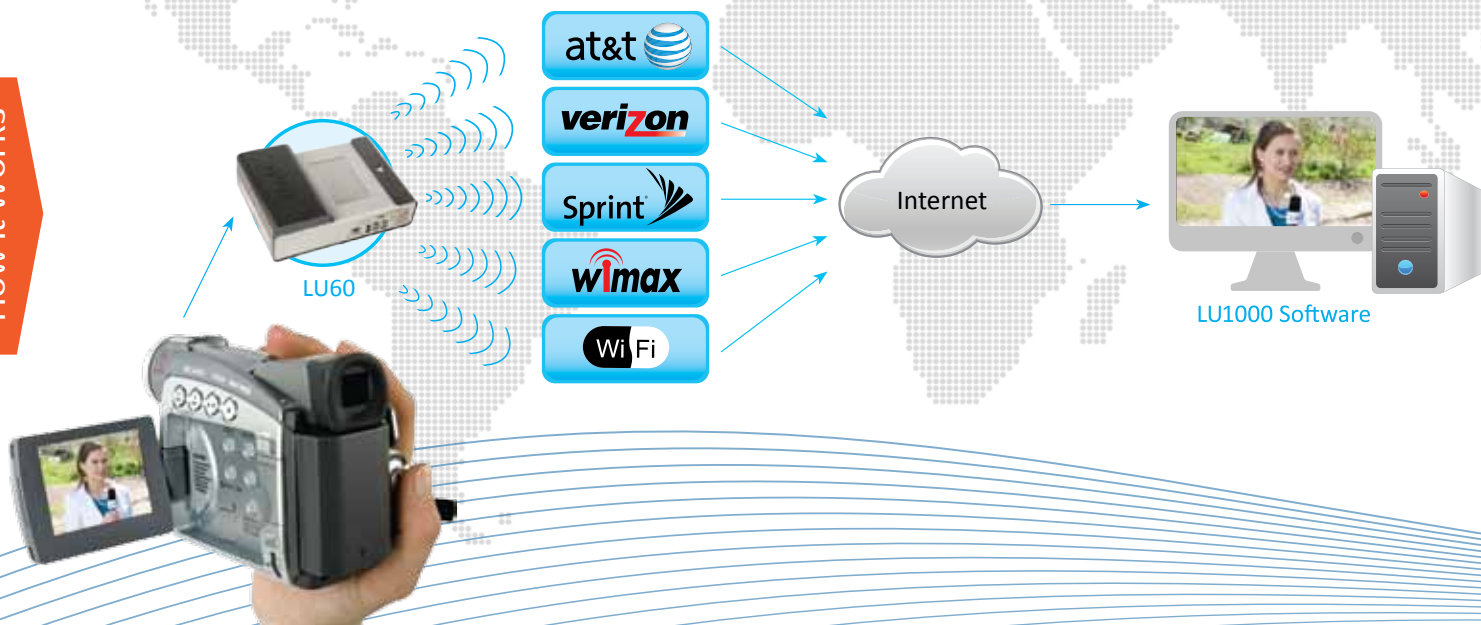 How it Works
at&t
verizon
Sprint
wimax
Wi Fi
Internet
LU60
LU1000 Software